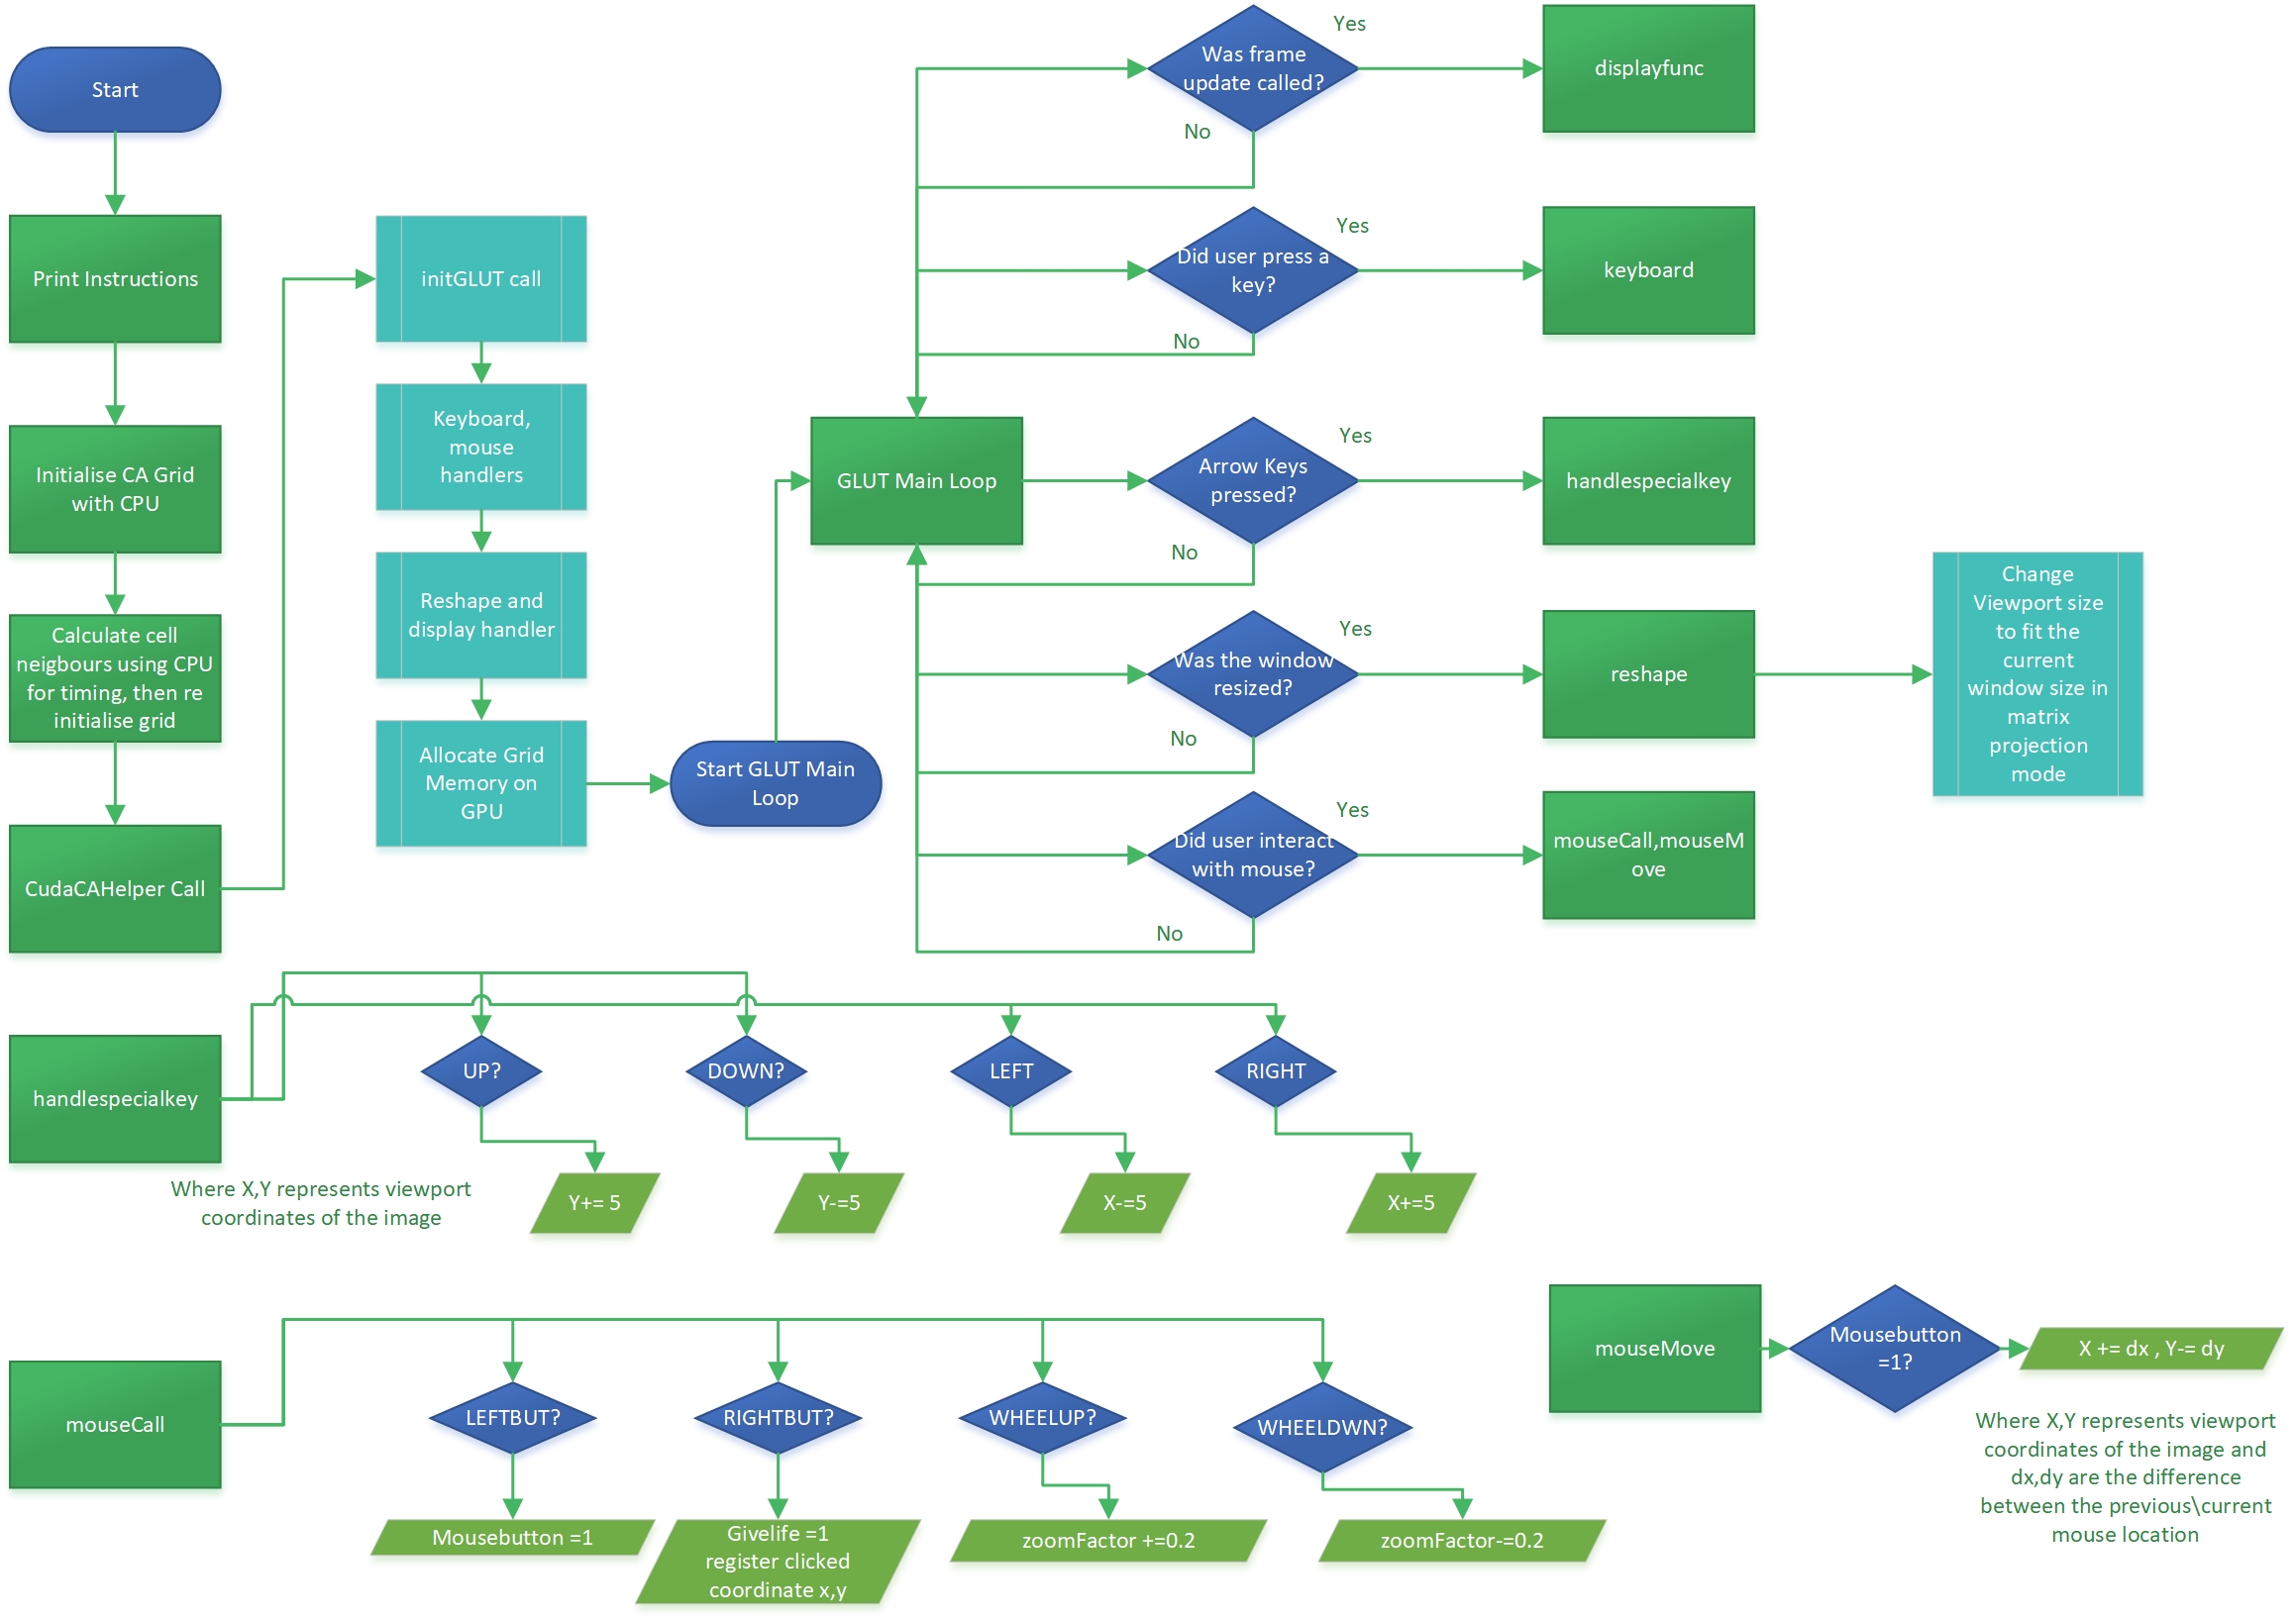 Start
Print Instructions
Initialise CA Grid
with CPU
Calculate cell
neigbours using CPU
for timing, then re
initialise grid
CudaCAHelper Call
initGLUT call
Keyboard,
mouse
handlers
Reshape and
display handler
Allocate Grid
Memory on
GPU
Start GLUT Main
Loop
GLUT Main Loop
Was frame
update called?
Yes
No
displayfunc
Did user press a
key?
Yes
No
keyboard
Arrow Keys
pressed?
Yes
No
handlespecialkey
Was the window
resized?
Yes
No
reshape
Change
Viewport size
to fit the
current
window size in
matrix
projection
mode
Did user interact
with mouse?
Yes
No
mouseCall,mouseM
ove
handlespecialkey
UP?
DOWN?
LEFT
RIGHT
Where X,Y represents viewport
coordinates of the image
Y+= 5
Y-=5
X-=5
X+=5
mouseCall
LEFTBUT?
RIGHTBUT?
WHEELUP?
WHEELDWN?
Mousebutton =1
Givelife =1
register clicked
coordinate x,y
zoomFactor +=0.2
zoomFactor-=0.2
mouseMove
Mousebutton
=1?
X += dx , Y-= dy
Where X,Y represents viewport
coordinates of the image and
dx,dy are the difference
between the previous\current
mouse location